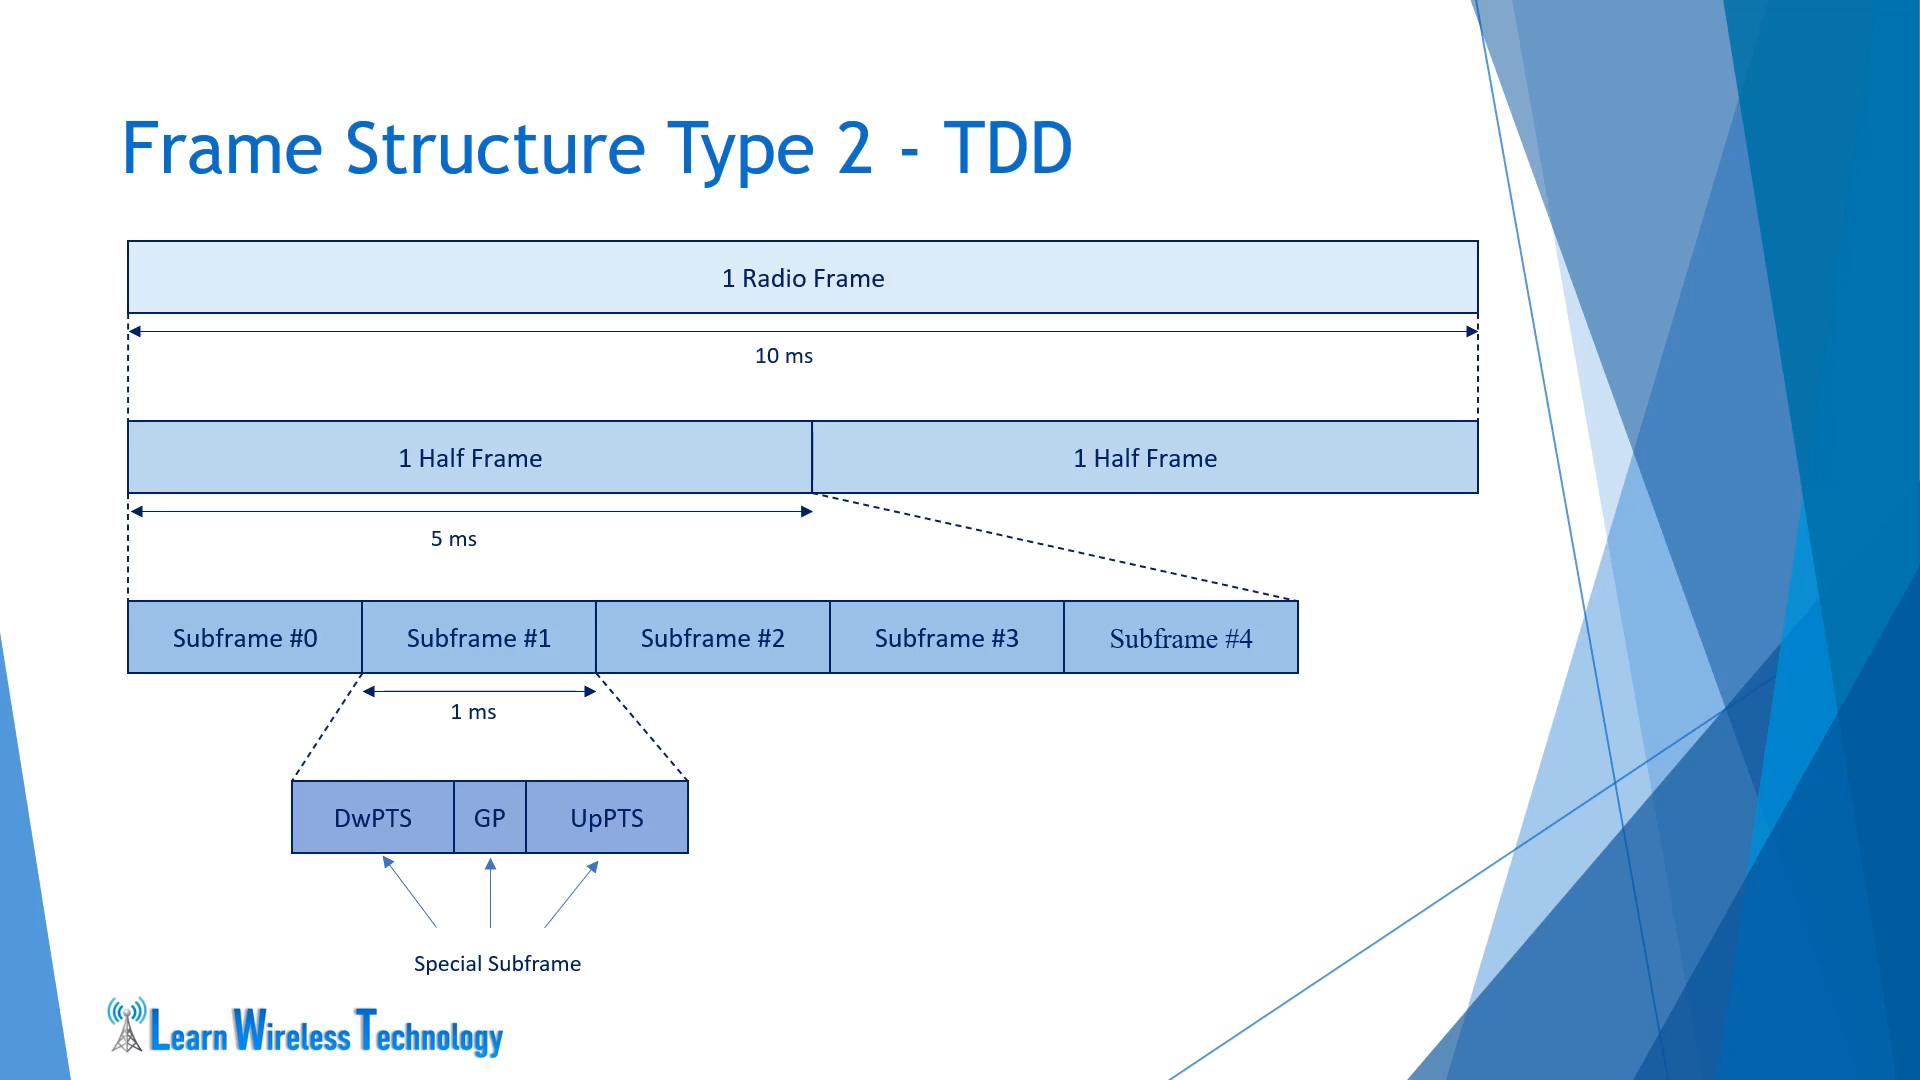 Frame Structure Type 2 - TDD
1 Radio Frame
10 ms
1 Half Frame
1 Half Frame
5 ms
Subframe #0
Subframe #1
Subframe #2
Subframe #3
Subframe #4
1 ms
DwPTS
GP
UpPTS
Special Subframe
Learn Wireless Technology